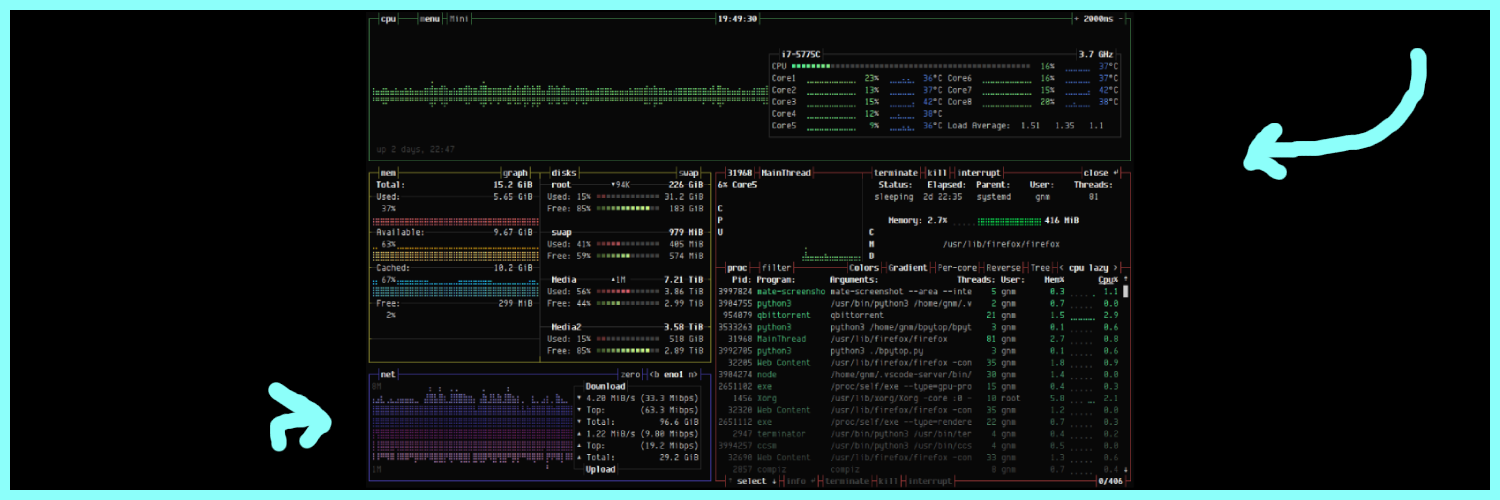 cpu menu Mini 19:49:30 + 2000ms -
i7-5775C 3.7 GHz
CPU 16% 37°C
Core1 23% 36°C Core6 16% 37°C
Core2 13% 37°C Core7 15% 42°C
Core3 15% 42°C Core8 20% 38°C
Core4 12% 38°C
Core5 9% 36°C Load Average: 1.51 1.35 1.1
up 2 days, 22:47
mem graph
Total: 15.2 GiB
Used: 5.65 GiB
37%
Available: 9.67 GiB
63%
Cached: 10.2 GiB
67%
Free: 299 MiB
2%
disks swap
root ▼94K 226 GiB
Used: 15% 31.2 GiB
Free: 85% 183 GiB
swap 979 MiB
Used: 41% 405 MiB
Free: 59% 574 MiB
Media ▲1M 7.21 TiB
Used: 56% 3.86 TiB
Free: 44% 2.99 TiB
Media2 3.58 TiB
Used: 15% 518 GiB
Free: 85% 2.89 TiB
net zero <b eno1 n>
8M
Download
▼ 4.20 MiB/s (33.3 Mibps)
▼ Top: (63.3 Mibps)
▼ Total: 96.6 GiB
▲ 1.22 MiB/s (9.80 Mibps)
▲ Top: (19.2 Mibps)
▲ Total: 29.2 GiB
1M
Upload
31968 MainThread terminate kill interrupt close ↵
6% Core5 Status: Elapsed: Parent: User: Threads:
sleeping 2d 22:35 systemd gnm 81
C
P
U
Memory: 2.7% 416 MiB
C
M
D
/usr/lib/firefox/firefox
proc filter Colors Gradient Per-core Reverse Tree < cpu lazy >
Pid: Program: Arguments: Threads: User: Mem% Cpu% ↑
3997824 mate-screensho mate-screenshot --area --inte 5 gnm 0.3 1.1
3984755 python3 /usr/bin/python3 /home/gnm/.v 2 gnm 0.7 0.0
954079 qbittorrent qbittorrent 21 gnm 1.5 2.9
3533263 python3 python3 /home/gnm/bpytop/bpyt 3 gnm 0.1 0.6
31968 MainThread /usr/lib/firefox/firefox 81 gnm 2.7 0.8
3992705 python3 python3 ./bpytop.py 3 gnm 0.1 0.6
32205 Web Content /usr/lib/firefox/firefox -con 35 gnm 1.8 0.9
3984274 node /home/gnm/.vscode-server/bin/ 38 gnm 1.4 0.0
2651102 exe /proc/self/exe --type=gpu-pro 15 gnm 0.4 0.3
1456 Xorg /usr/lib/xorg/Xorg -core :0 - 10 root 5.0 2.1
32320 Web Content /usr/lib/firefox/firefox -con 35 gnm 1.2 0.0
2651112 exe /proc/self/exe --type=rendere 22 gnm 0.7 0.3
2947 terminator /usr/bin/python3 /usr/bin/ter 4 gnm 0.4 0.2
3994257 ccsm /usr/bin/python3 /usr/bin/ccs 4 gnm 0.5 0.0
32690 Web Content /usr/lib/firefox/firefox -con 33 gnm 1.3 0.6
2857 compiz compiz 8 gnm 0.7 0.4 ↓
↑ select ↓ info ↵ terminate kill interrupt 0/406